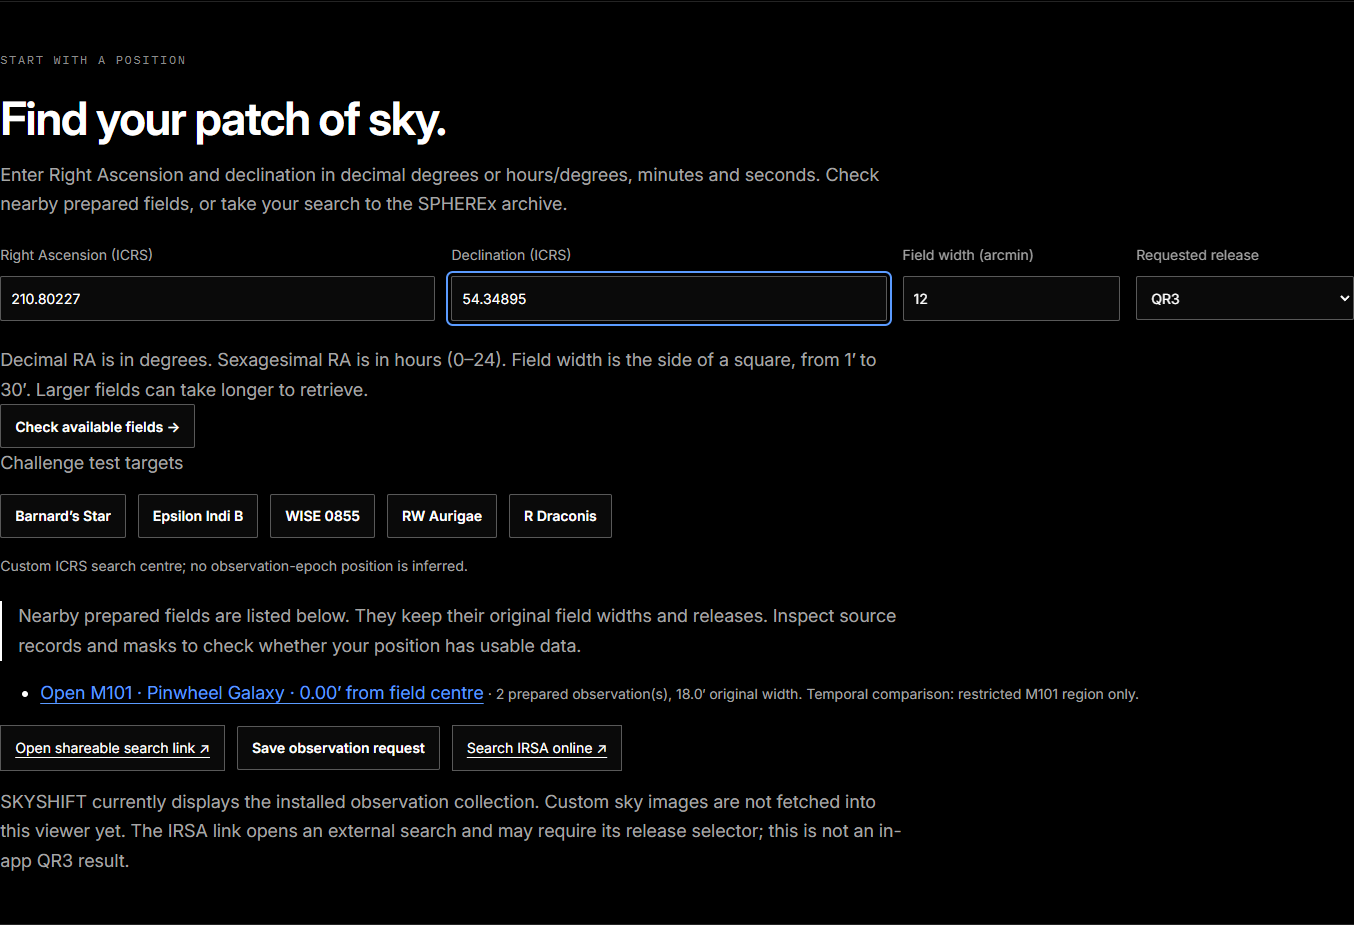 START WITH A POSITION
Find your patch of sky.
Enter Right Ascension and declination in decimal degrees or hours/degrees, minutes and seconds. Check
nearby prepared fields, or take your search to the SPHEREx archive.
Right Ascension (ICRS)
Declination (ICRS)
Field width (arcmin)
Requested release
210.80227
54.34895
12
QR3
Decimal RA is in degrees. Sexagesimal RA is in hours (0–24). Field width is the side of a square, from 1′ to
30′. Larger fields can take longer to retrieve.
Check available fields →
Challenge test targets
Barnard’s Star
Epsilon Indi B
WISE 0855
RW Aurigae
R Draconis
Custom ICRS search centre; no observation-epoch position is inferred.
Nearby prepared fields are listed below. They keep their original field widths and releases. Inspect source
records and masks to check whether your position has usable data.
• Open M101 · Pinwheel Galaxy · 0.00′ from field centre · 2 prepared observation(s), 18.0′ original width. Temporal comparison: restricted M101 region only.
Open shareable search link ↗
Save observation request
Search IRSA online ↗
SKYSHIFT currently displays the installed observation collection. Custom sky images are not fetched into
this viewer yet. The IRSA link opens an external search and may require its release selector; this is not an in-
app QR3 result.